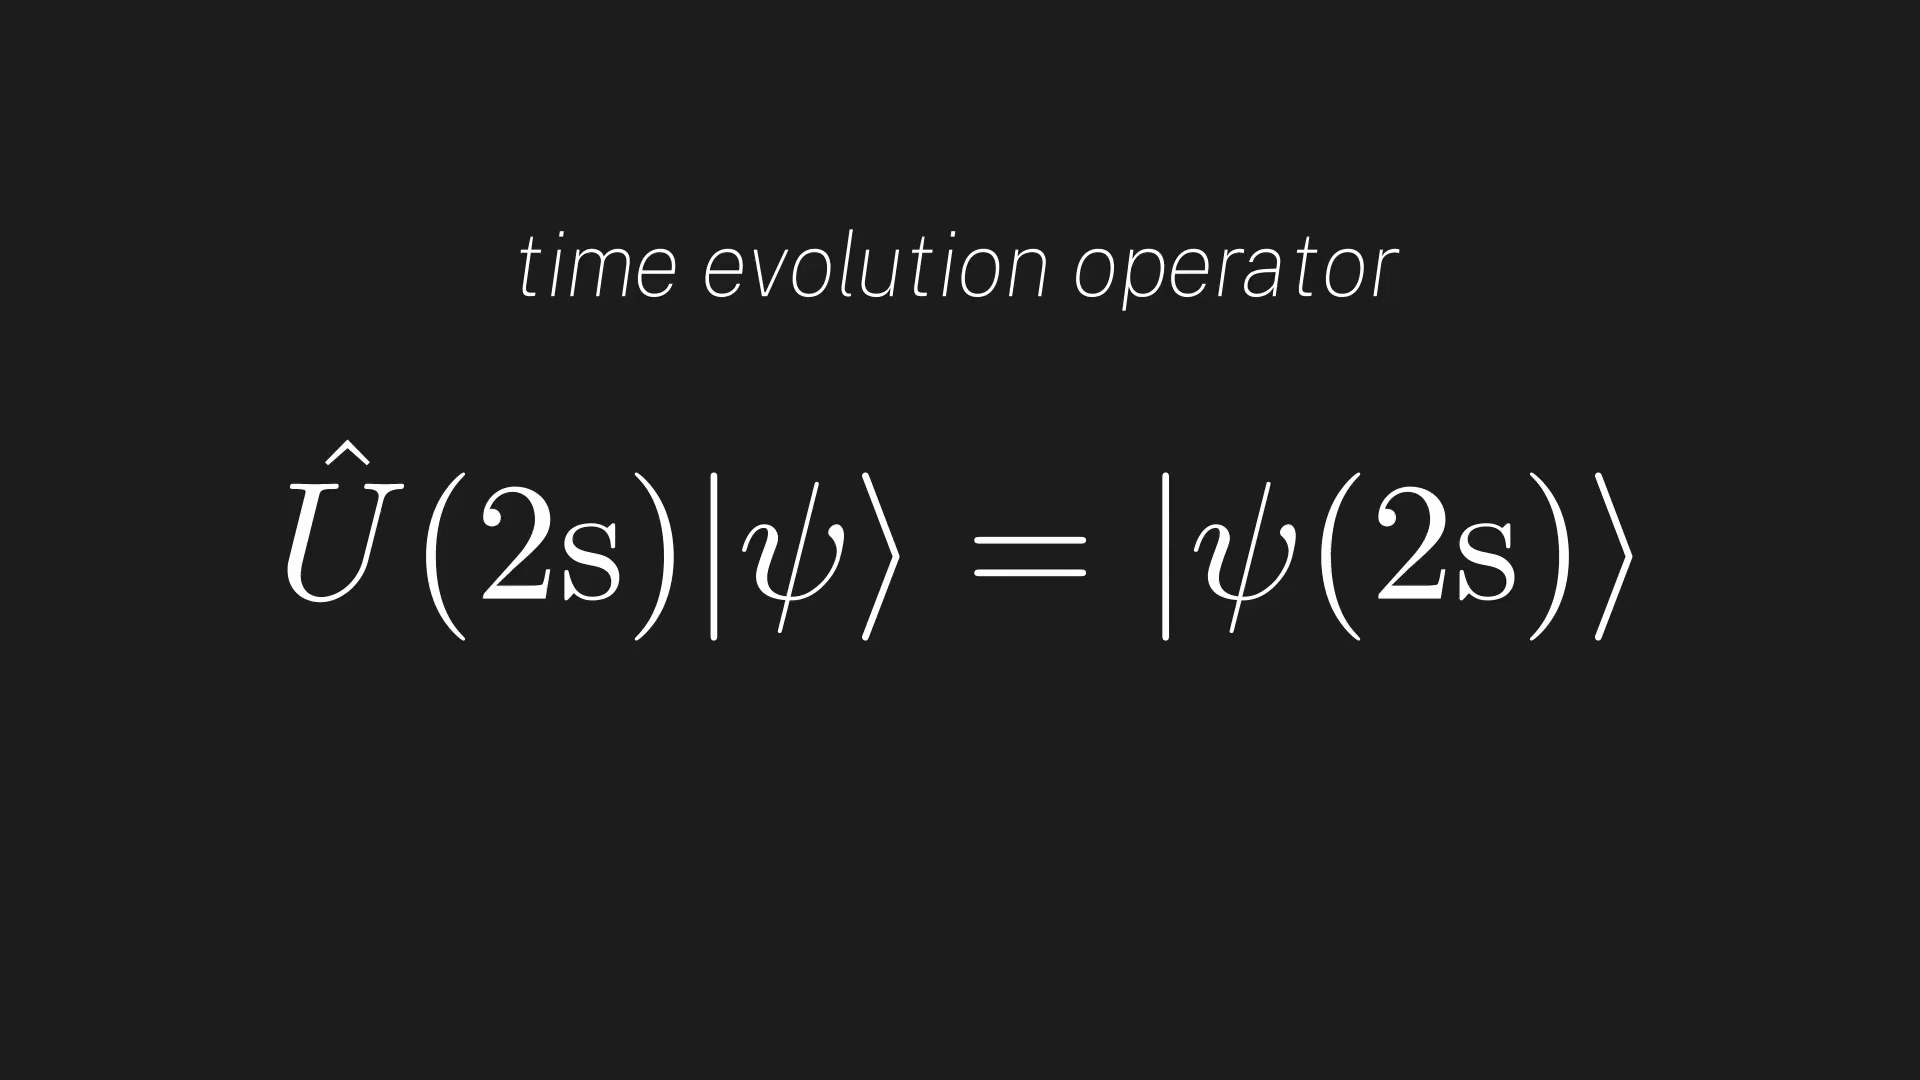 time evolution operator
Û(2s)|ψ⟩ = |ψ(2s)⟩